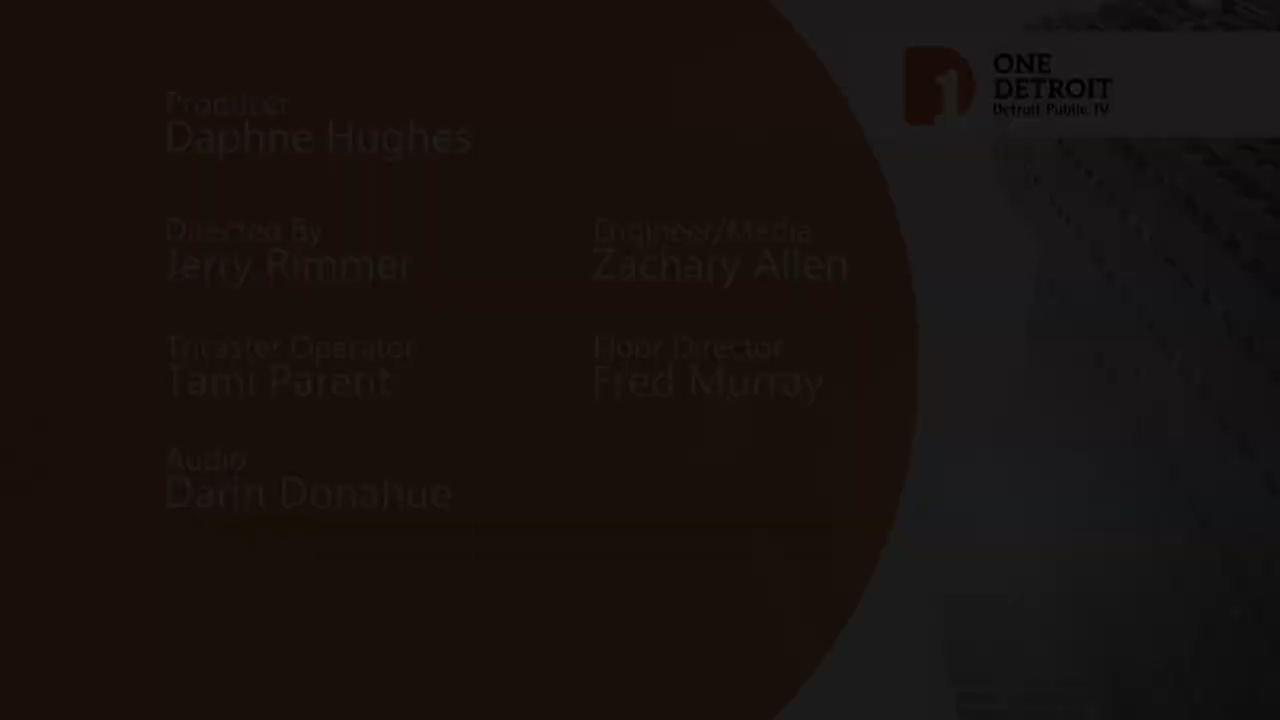 ONE
DETROIT
Detroit Public TV
Producer
Daphne Hughes
Directed By
Jerry Rimmer
Engineer/Media
Zachary Allen
Tricaster Operator
Tami Parent
Floor Director
Fred Murray
Audio
Darin Donahue